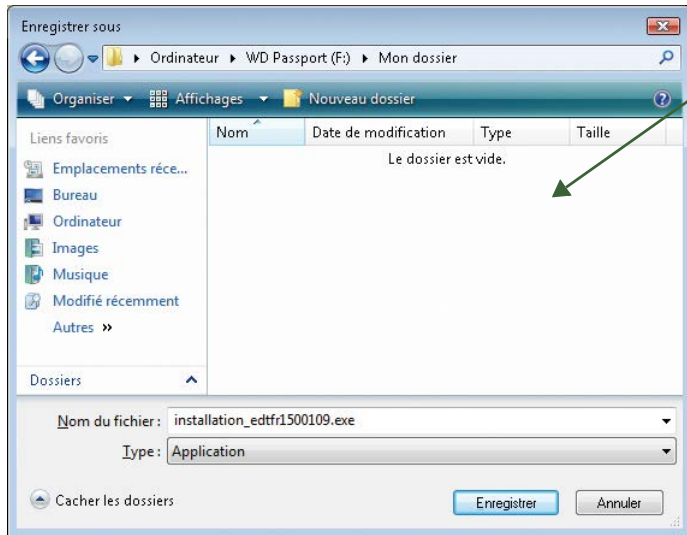 Enregistrer sous
Ordinateur ▸ WD Passport (F:) ▸ Mon dossier
Organiser Affichages Nouveau dossier
Liens favoris
Emplacements réce...
Bureau
Ordinateur
Images
Musique
Modifié récemment
Autres »
Dossiers
Nom Date de modification Type Taille
Le dossier est vide.
Nom du fichier : installation_edtfr1500109.exe
Type : Application
Cacher les dossiers
Enregistrer Annuler